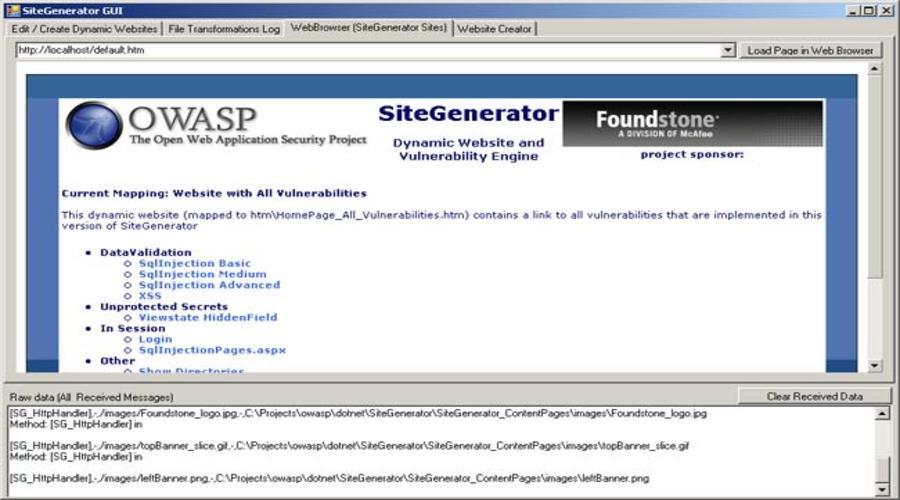 SiteGenerator GUI
Edit / Create Dynamic Websites File Transformations Log WebBrowser (SiteGenerator Sites) Website Creator
http://localhost/default.htm Load Page in Web Browser
OWASP
The Open Web Application Security Project
SiteGenerator
Dynamic Website and
Vulnerability Engine
Foundstone
A DIVISION OF McAfee
project sponsor:
Current Mapping: Website with All Vulnerabilities
This dynamic website (mapped to htm\HomePage_All_Vulnerabilities.htm) contains a link to all vulnerabilities that are implemented in this
version of SiteGenerator
DataValidation
SqlInjection Basic
SqlInjection Medium
SqlInjection Advanced
XSS
Unprotected Secrets
Viewstate HiddenField
In Session
Login
SqlInjectionPages.aspx
Other
Show Directories
Raw data (All Received Messages) Clear Received Data
[SG_HttpHandler],-,/images/Foundstone_logo.jpg,-,C:\Projects\owasp\dotnet\SiteGenerator\SiteGenerator_ContentPages\images\Foundstone_logo.jpg
Method: [SG_HttpHandler] in
[SG_HttpHandler],-,/images/topBanner_slice.gif,-,C:\Projects\owasp\dotnet\SiteGenerator\SiteGenerator_ContentPages\images\topBanner_slice.gif
Method: [SG_HttpHandler] in
[SG_HttpHandler],-,/images/leftBanner.png,-,C:\Projects\owasp\dotnet\SiteGenerator\SiteGenerator_ContentPages\images\leftBanner.png